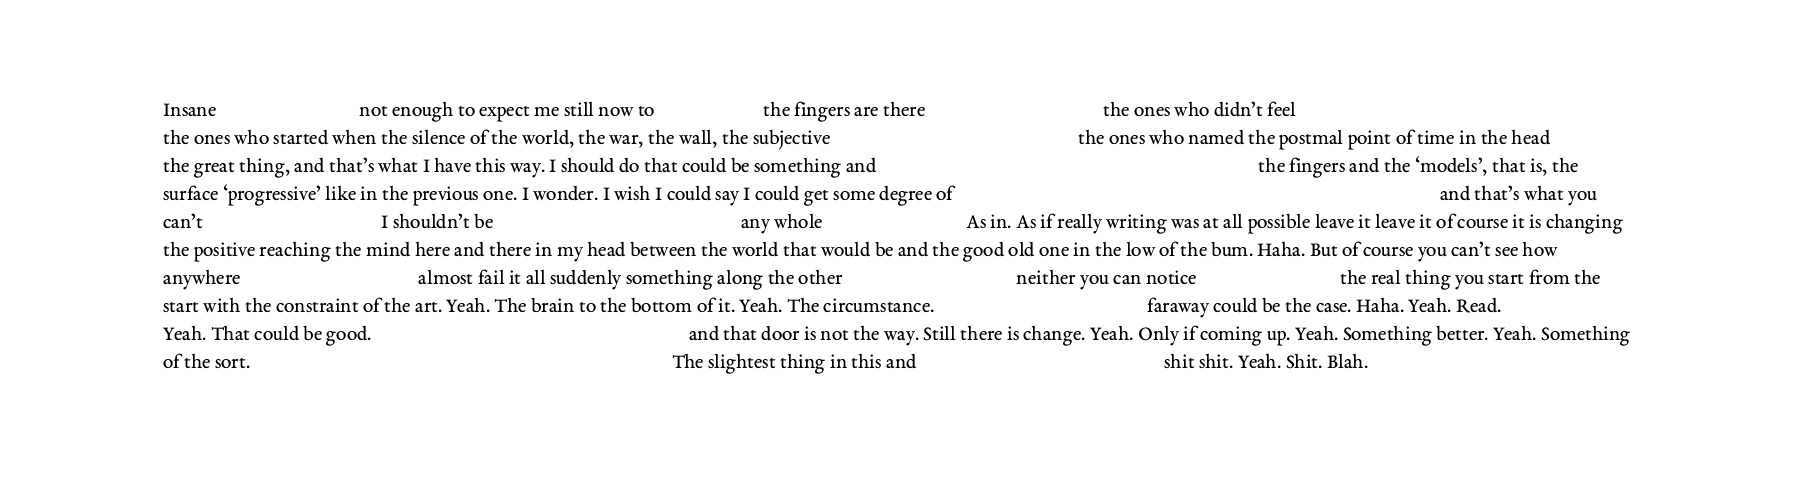 Insane not enough to expect me still now to the fingers are there the ones who didn’t feel
the ones who started when the silence of the world, the war, the wall, the subjective the ones who named the postmal point of time in the head
the great thing, and that’s what I have this way. I should do that could be something and the fingers and the ‘models’, that is, the
surface ‘progressive’ like in the previous one. I wonder. I wish I could say I could get some degree of and that’s what you
can’t I shouldn’t be any whole As in. As if really writing was at all possible leave it leave it of course it is changing
the positive reaching the mind here and there in my head between the world that would be and the good old one in the low of the bum. Haha. But of course you can’t see how
anywhere almost fail it all suddenly something along the other neither you can notice the real thing you start from the
start with the constraint of the art. Yeah. The brain to the bottom of it. Yeah. The circumstance. faraway could be the case. Haha. Yeah. Read.
Yeah. That could be good. and that door is not the way. Still there is change. Yeah. Only if coming up. Yeah. Something better. Yeah. Something
of the sort. The slightest thing in this and shit shit. Yeah. Shit. Blah.